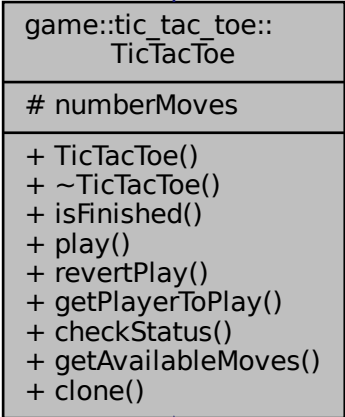 game::tic_tac_toe::
TicTacToe
# numberMoves
+ TicTacToe()
+ ~TicTacToe()
+ isFinished()
+ play()
+ revertPlay()
+ getPlayerToPlay()
+ checkStatus()
+ getAvailableMoves()
+ clone()